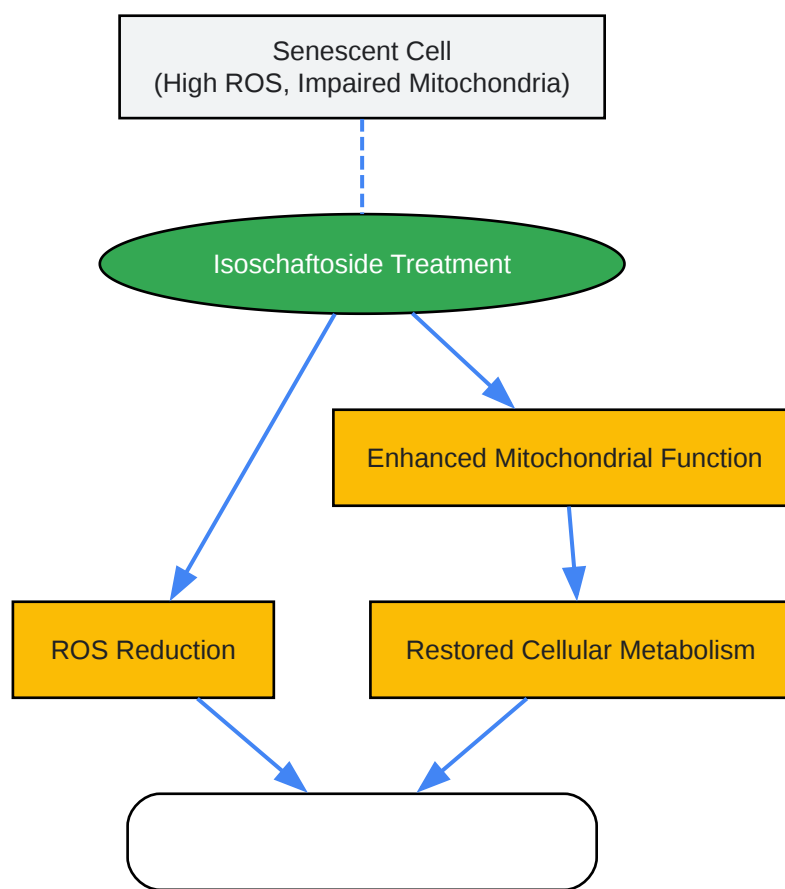 Senescent Cell
(High ROS, Impaired Mitochondria)
Isoschaftoside Treatment
Enhanced Mitochondrial Function
ROS Reduction
Restored Cellular Metabolism